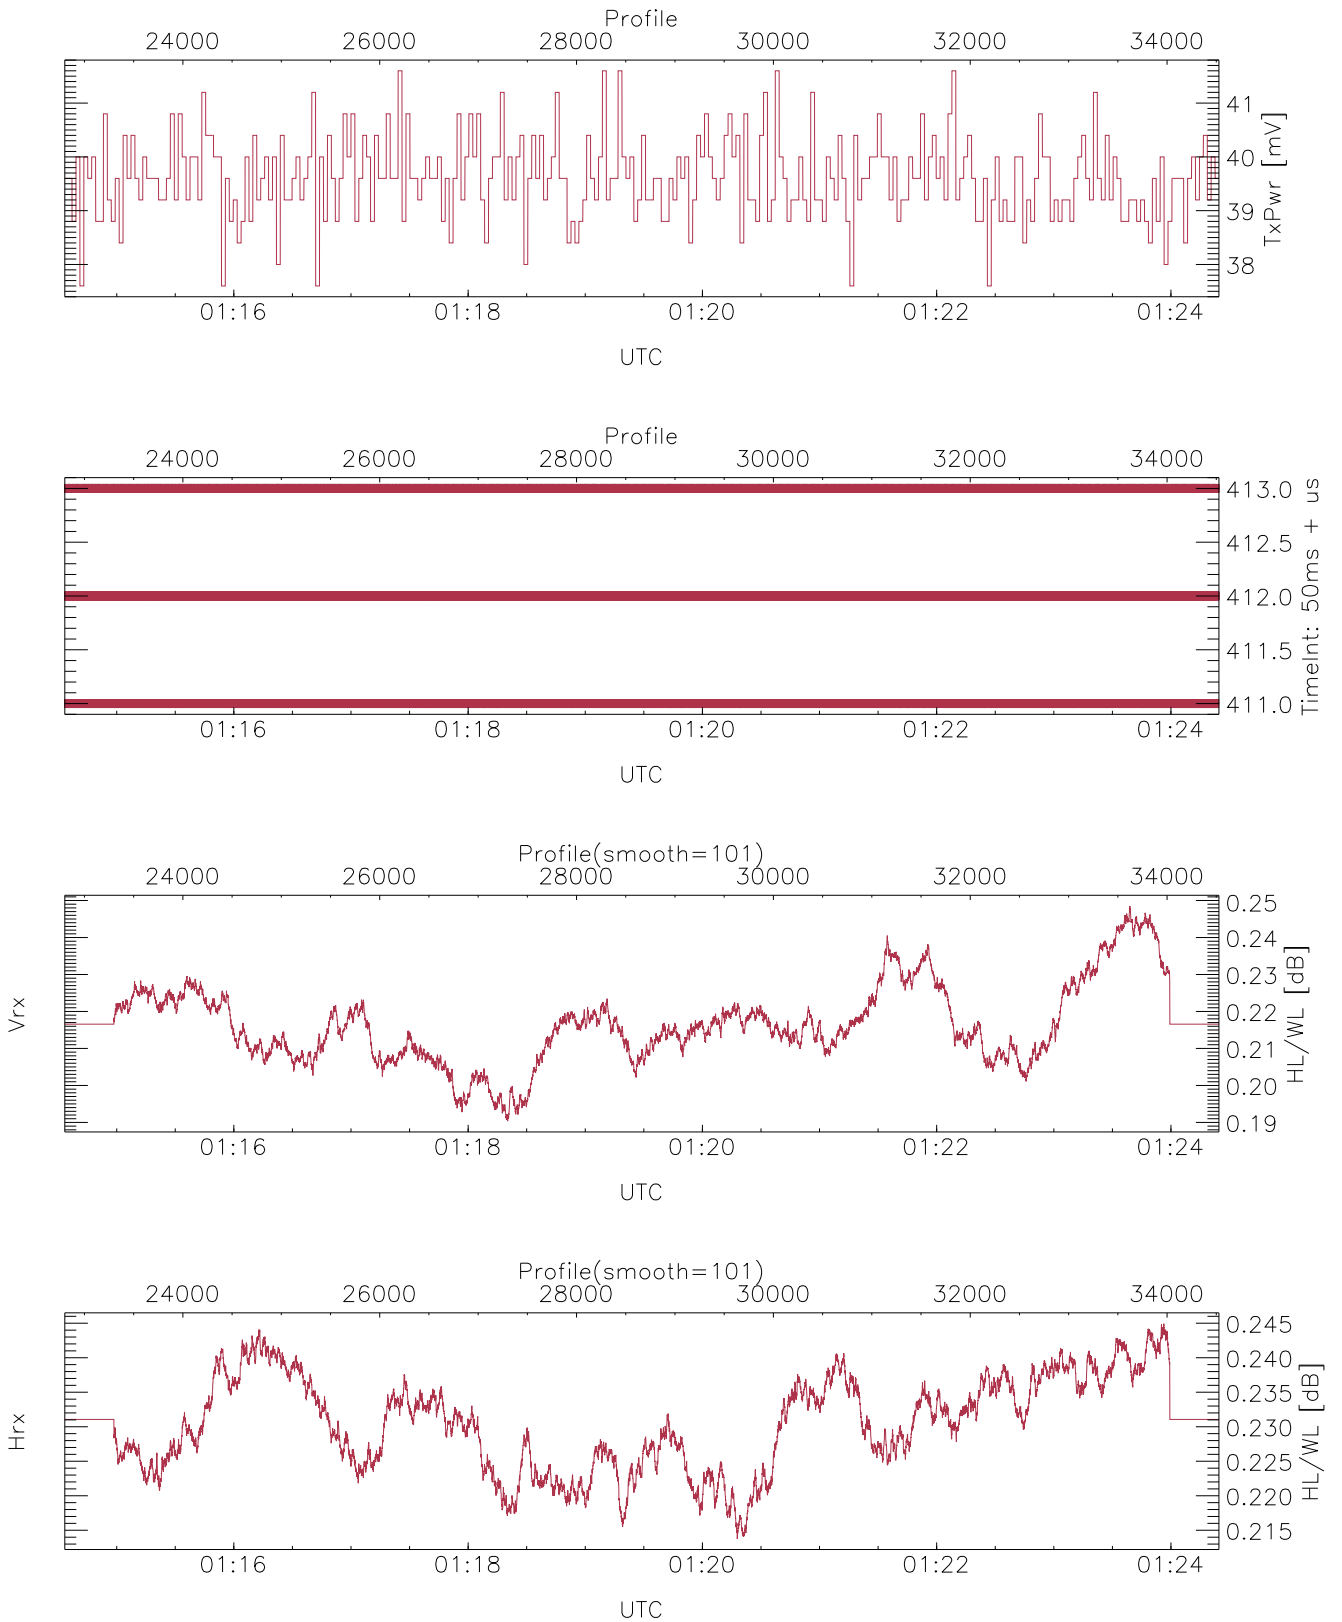 Profile
24000 26000 28000 30000 32000 34000
41
40
39
38
TxPwr [mV]
01:16 01:18 01:20 01:22 01:24
UTC
Profile
24000 26000 28000 30000 32000 34000
413.0
412.5
412.0
411.5
411.0
TimeInt: 50ms + us
01:16 01:18 01:20 01:22 01:24
UTC
Profile(smooth=101)
24000 26000 28000 30000 32000 34000
Vrx
0.25
0.24
0.23
0.22
0.21
0.20
0.19
HL/WL [dB]
01:16 01:18 01:20 01:22 01:24
UTC
Profile(smooth=101)
24000 26000 28000 30000 32000 34000
Hrx
0.245
0.240
0.235
0.230
0.225
0.220
0.215
HL/WL [dB]
01:16 01:18 01:20 01:22 01:24
UTC